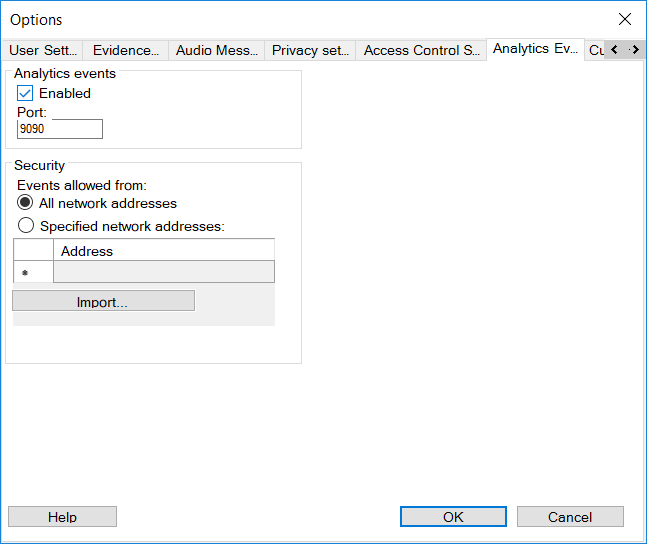 Options
User Sett... Evidence... Audio Mess... Privacy set... Access Control S... Analytics Ev... Cu
Analytics events
Enabled
Port:
9090
Security
Events allowed from:
All network addresses
Specified network addresses:
Address
*
Import...
Help OK Cancel